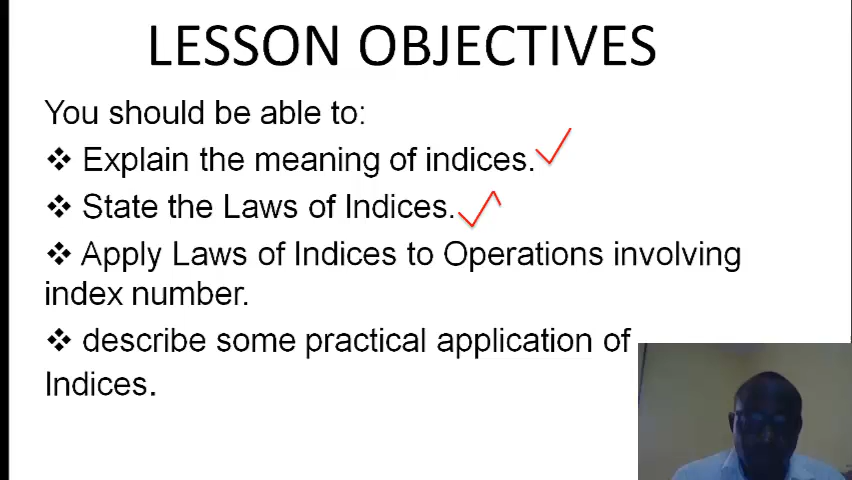 LESSON OBJECTIVES
You should be able to:
❖ Explain the meaning of indices.
❖ State the Laws of Indices.
❖ Apply Laws of Indices to Operations involving
index number.
❖ describe some practical application of
Indices.